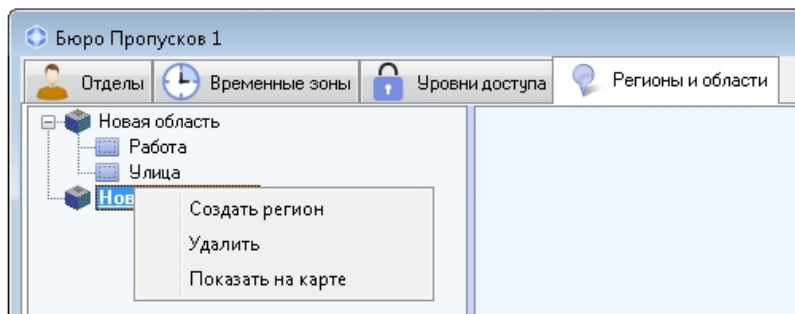 Бюро Пропусков 1
Отделы Временные зоны Уровни доступа Регионы и области
Новая область
Работа
Улица
Нов
Создать регион
Удалить
Показать на карте